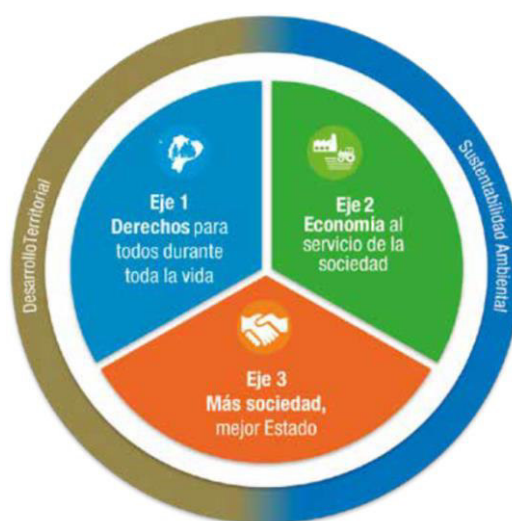 Desarrollo Territorial
Eje 1
Derechos para
todos durante
toda la vida
Eje 2
Economía al
servicio de la
sociedad
Eje 3
Más sociedad,
mejor Estado
Sustentabilidad Ambiental